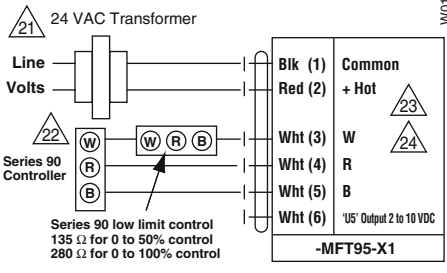 21 24 VAC Transformer
Line
Volts
Blk (1) Common
Red (2) + Hot
23
22
W
W R B
Wht (3) W
24
Series 90
Controller
R
Wht (4) R
B
Wht (5) B
Wht (6) 'U5' Output 2 to 10 VDC
Series 90 low limit control
135 Ω for 0 to 50% control
280 Ω for 0 to 100% control
-MFT95-X1